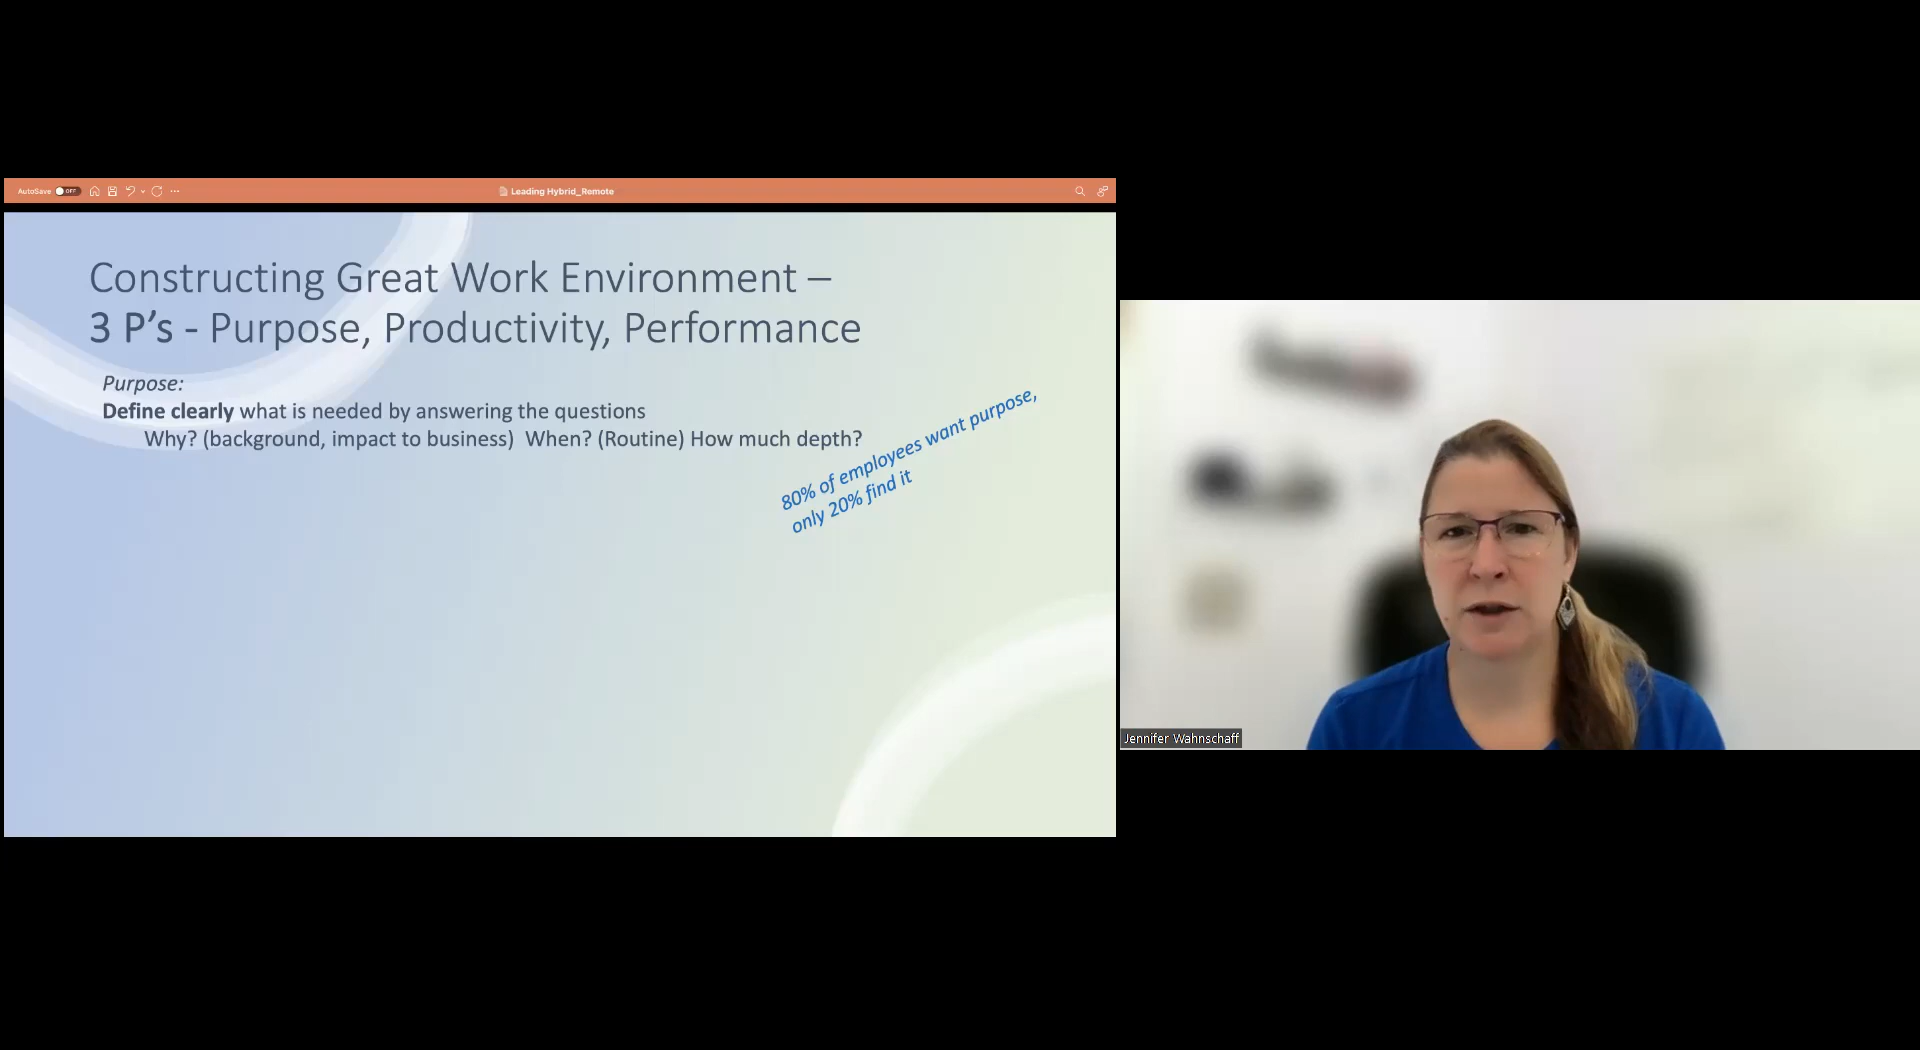 AutoSave OFF
Leading Hybrid_Remote
Constructing Great Work Environment –
3 P's - Purpose, Productivity, Performance
Purpose:
Define clearly what is needed by answering the questions
Why? (background, impact to business)  When? (Routine) How much depth?
80% of employees want purpose,
only 20% find it
Jennifer Wahnschaff